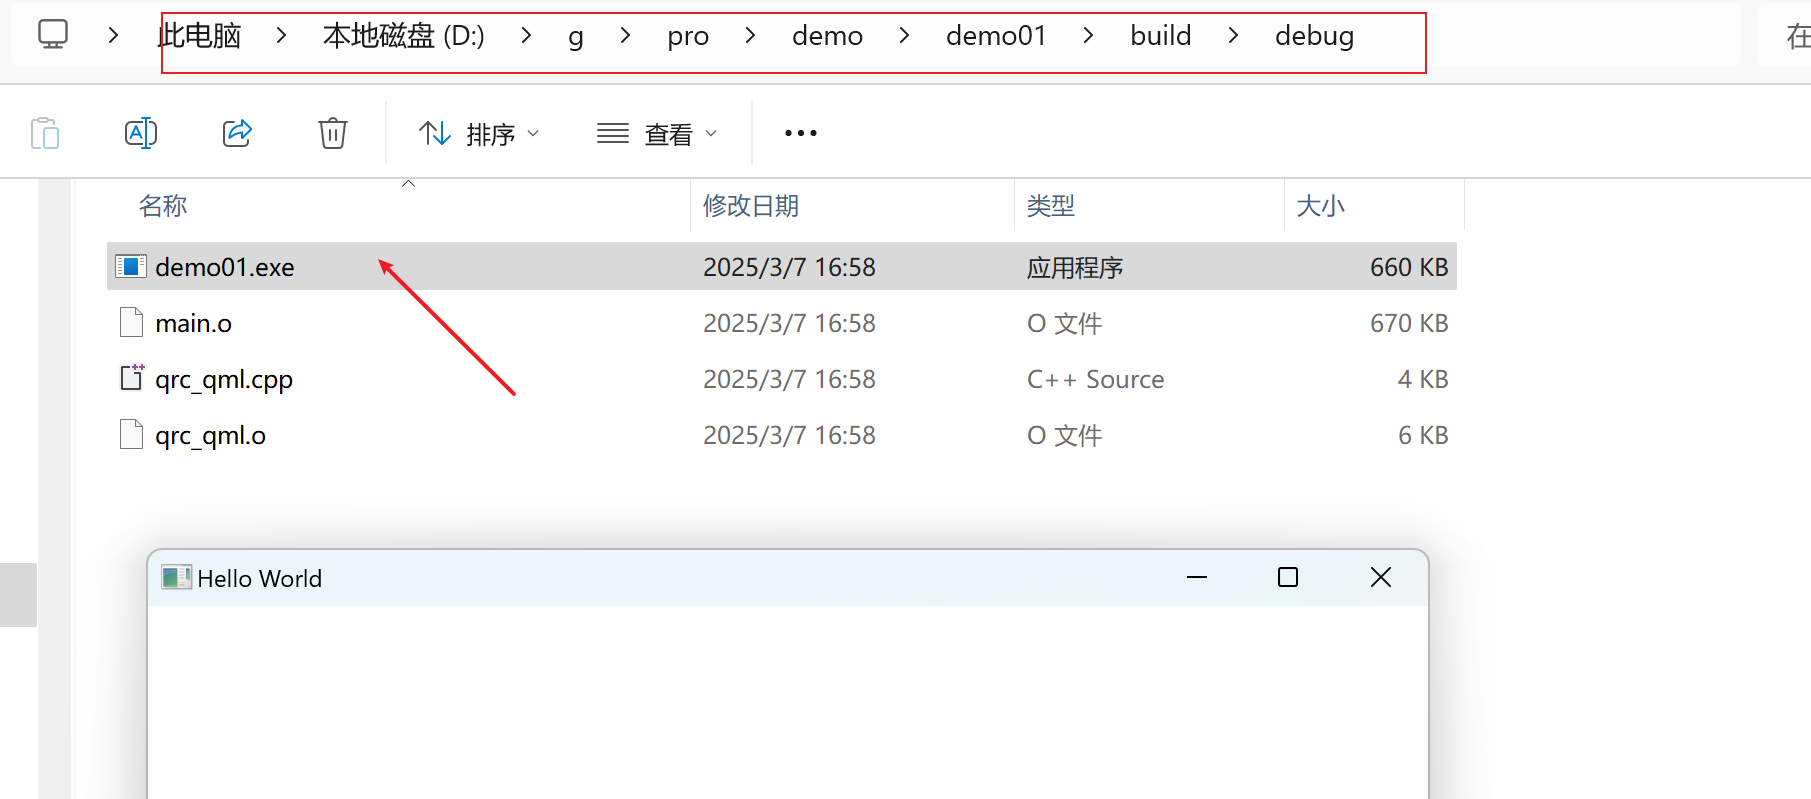 此电脑 > 本地磁盘 (D:) > g > pro > demo > demo01 > build > debug 在
排序 查看
名称 修改日期 类型 大小
demo01.exe 2025/3/7 16:58 应用程序 660 KB
main.o 2025/3/7 16:58 O 文件 670 KB
qrc_qml.cpp 2025/3/7 16:58 C++ Source 4 KB
qrc_qml.o 2025/3/7 16:58 O 文件 6 KB
Hello World